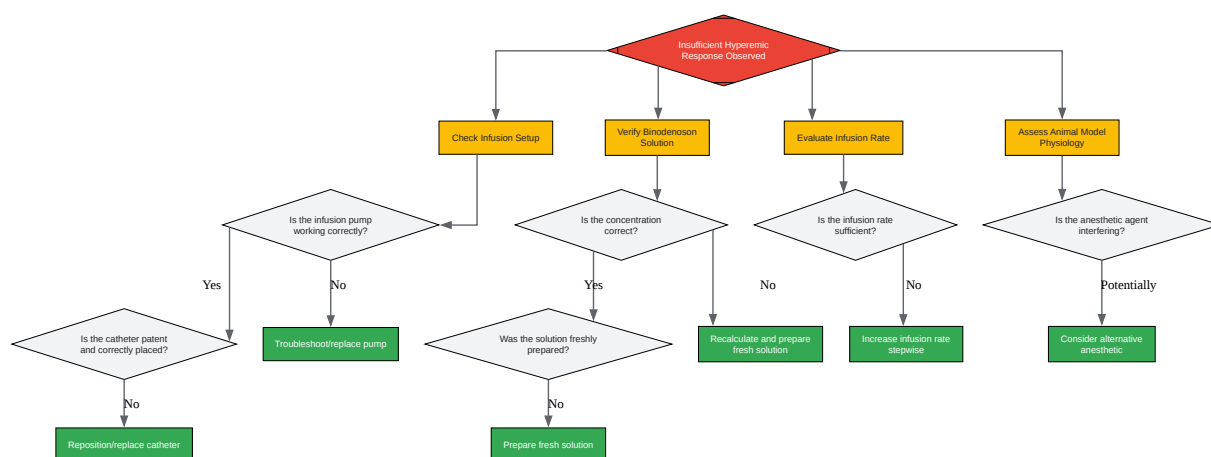 Insufficient Hyperemic
Response Observed
Check Infusion Setup
Verify Binodenoson
Solution
Evaluate Infusion Rate
Assess Animal Model
Physiology
Is the infusion pump
working correctly?
Is the concentration
correct?
Is the infusion rate
sufficient?
Is the anesthetic agent
interfering?
Yes
No
Yes
No
No
Potentially
Is the catheter patent
and correctly placed?
Troubleshoot/replace pump
Was the solution freshly
prepared?
Recalculate and prepare
fresh solution
Increase infusion rate
stepwise
Consider alternative
anesthetic
No
No
Reposition/replace catheter
Prepare fresh solution